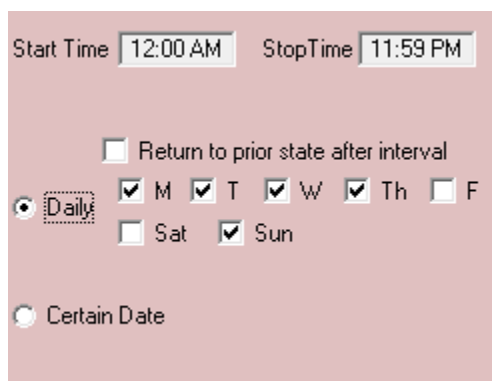 Start Time 12:00 AM StopTime 11:59 PM
Return to prior state after interval
Daily M T W Th F
Sat Sun
Certain Date